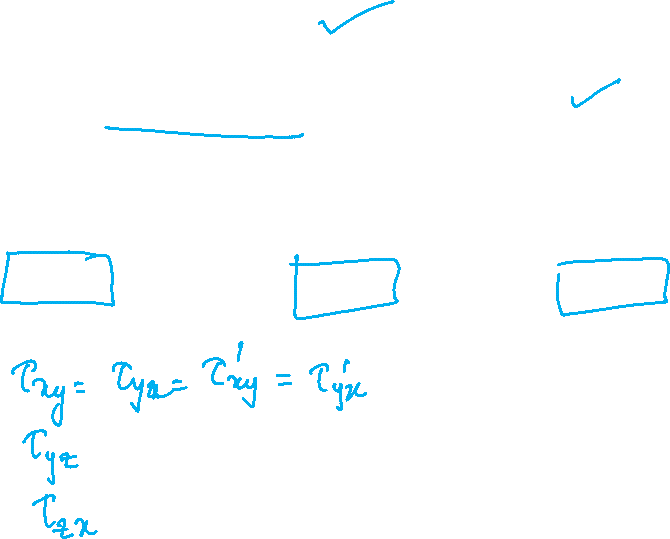 τxy = τyx = τ'xy = τ'yx
τyz
τzx